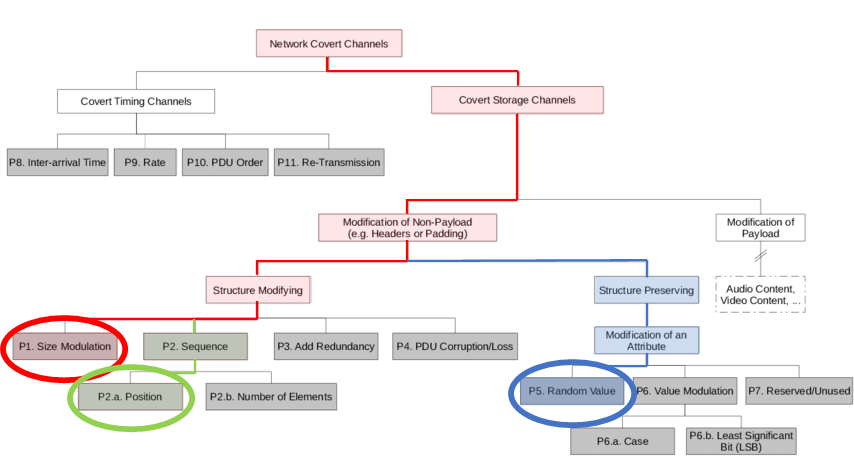 Network Covert Channels
Covert Timing Channels
Covert Storage Channels
P8. Inter-arrival Time
P9. Rate
P10. PDU Order
P11. Re-Transmission
Modification of Non-Payload
(e.g. Headers or Padding)
Modification of
Payload
Structure Modifying
Structure Preserving
Audio Content,
Video Content, ...
P1. Size Modulation
P2. Sequence
P3. Add Redundancy
P4. PDU Corruption/Loss
Modification of an
Attribute
P2.a. Position
P2.b. Number of Elements
P5. Random Value
P6. Value Modulation
P7. Reserved/Unused
P6.a. Case
P6.b. Least Significant
Bit (LSB)